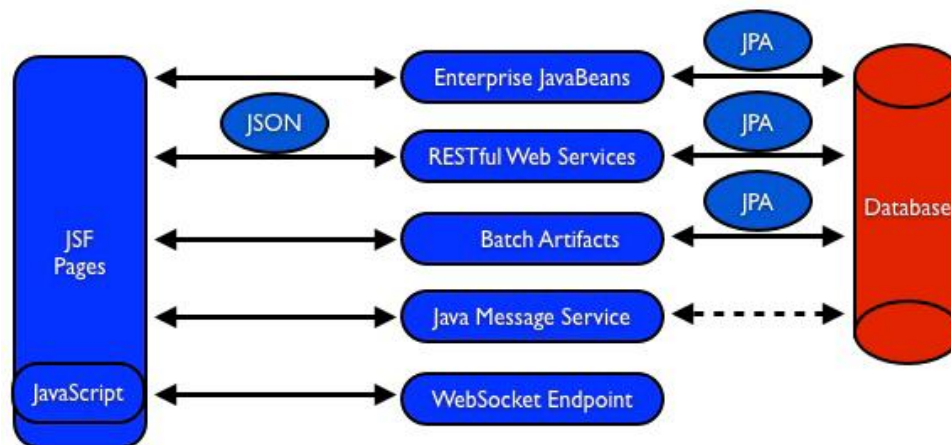 JPA
Enterprise JavaBeans
JSON
JPA
RESTful Web Services
JPA
Database
JSF
Pages
Batch Artifacts
Java Message Service
JavaScript
WebSocket Endpoint